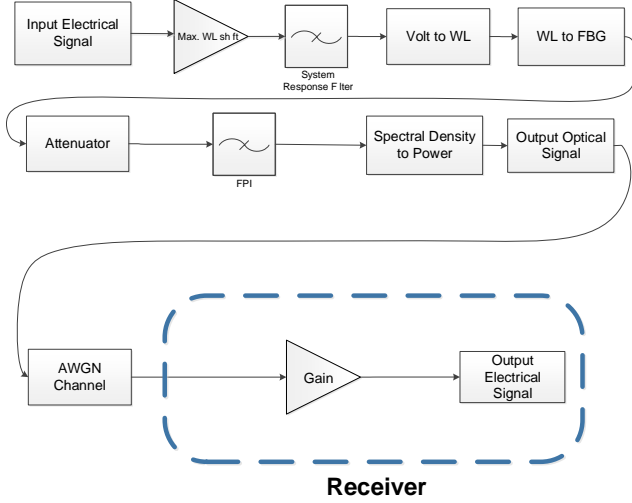 Input Electrical
Signal
Max. WL sh ft
System
Response F lter
Volt to WL
WL to FBG
Attenuator
FPI
Spectral Density
to Power
Output Optical
Signal
AWGN
Channel
Gain
Output
Electrical
Signal
Receiver